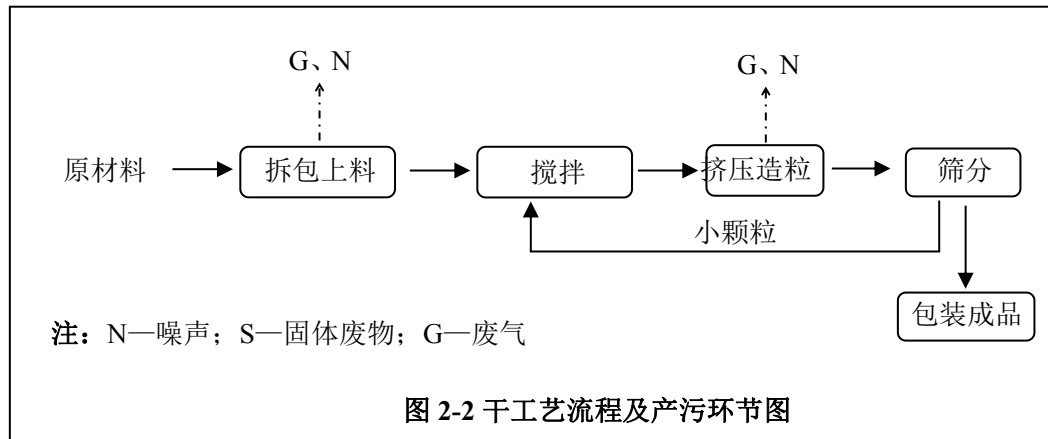 G、N
G、N
原材料
拆包上料
搅拌
挤压造粒
筛分
小颗粒
包装成品
注：N—噪声；S—固体废物；G—废气
图 2-2 干工艺流程及产污环节图